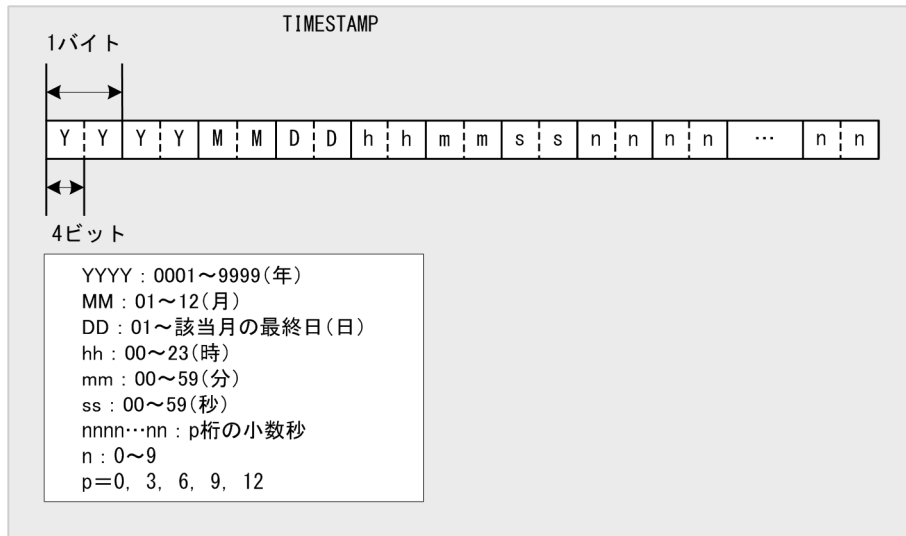 TIMESTAMP
1バイト
Y Y Y Y M M D D h h m m s s n n n n … n n
4ビット
YYYY:0001～9999(年)
MM:01～12(月)
DD:01～該当月の最終日(日)
hh:00～23(時)
mm:00～59(分)
ss:00～59(秒)
nnnn…nn:p桁の小数秒
n:0～9
p＝0, 3, 6, 9, 12